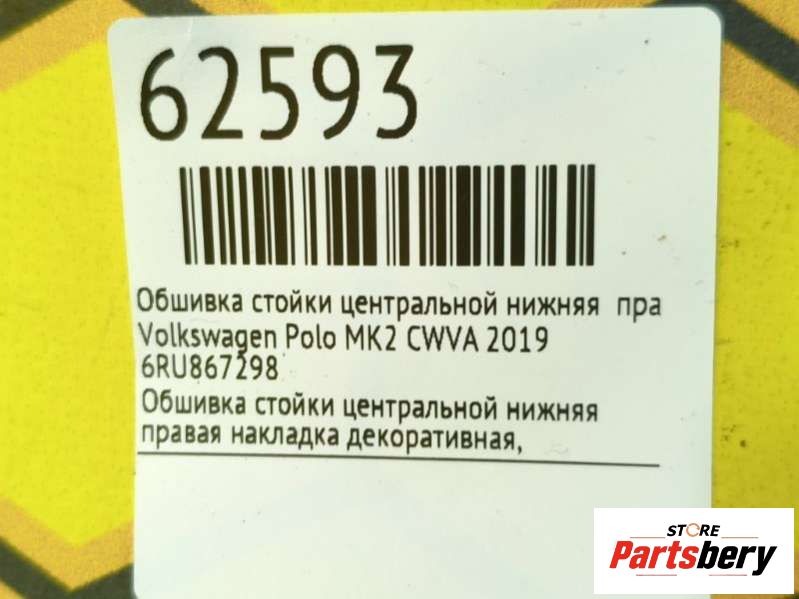 62593
Обшивка стойки центральной нижняя пра
Volkswagen Polo MK2 CWVA 2019
6RU867298
Обшивка стойки центральной нижняя
правая накладка декоративная,
STORE
Partsbery